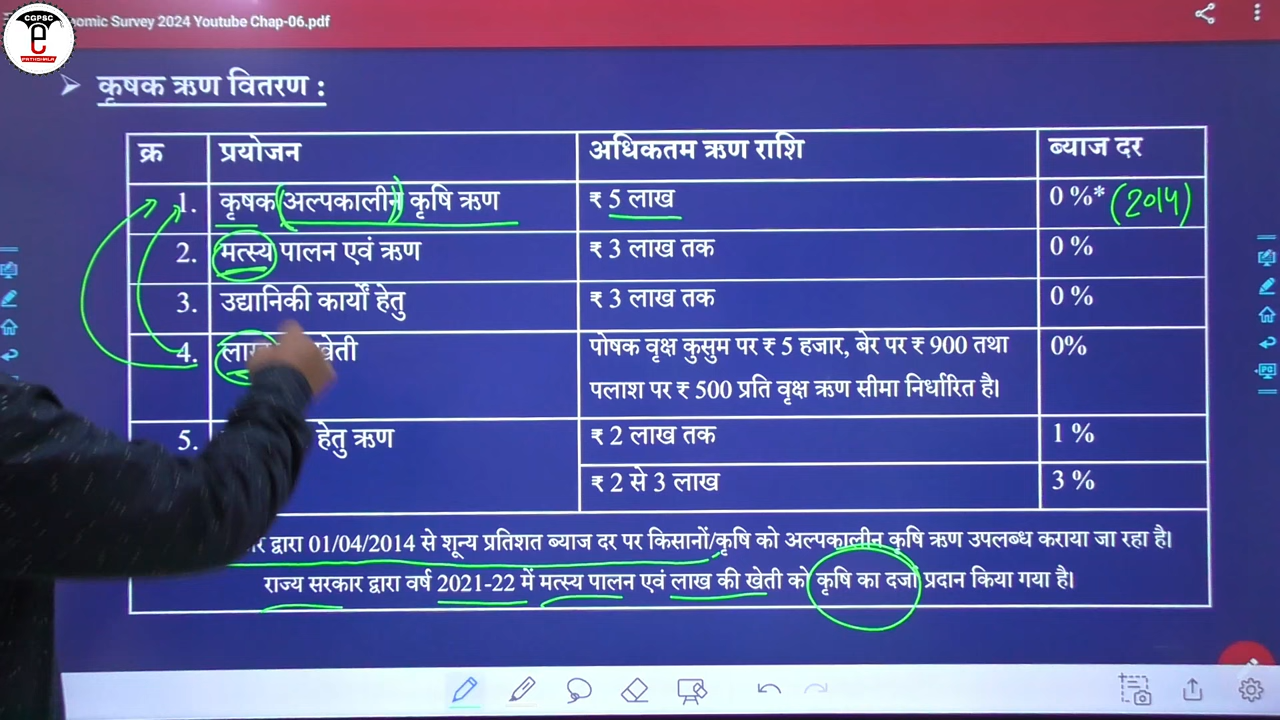 CGPSC
e
PATHSHALA
omic Survey 2024 Youtube Chap-06.pdf
कृषक ऋण वितरण :
क्र प्रयोजन अधिकतम ऋण राशि ब्याज दर
1. कृषक (अल्पकालीन) कृषि ऋण ₹ 5 लाख 0 %* (2014)
2. मत्स्य पालन एवं ऋण ₹ 3 लाख तक 0 %
3. उद्यानिकी कार्यों हेतु ₹ 3 लाख तक 0 %
4. खेती पोषक वृक्ष कुसुम पर ₹ 5 हजार, बेर पर ₹ 900 तथा 0%
पलाश पर ₹ 500 प्रति वृक्ष ऋण सीमा निर्धारित है।
5. हेतु ऋण ₹ 2 लाख तक 1 %
₹ 2 से 3 लाख 3 %
द्वारा 01/04/2014 से शून्य प्रतिशत ब्याज दर पर किसानों/कृषि को अल्पकालीन कृषि ऋण उपलब्ध कराया जा रहा है।
राज्य सरकार द्वारा वर्ष 2021-22 में मत्स्य पालन एवं लाख की खेती को कृषि का दर्जा प्रदान किया गया है।